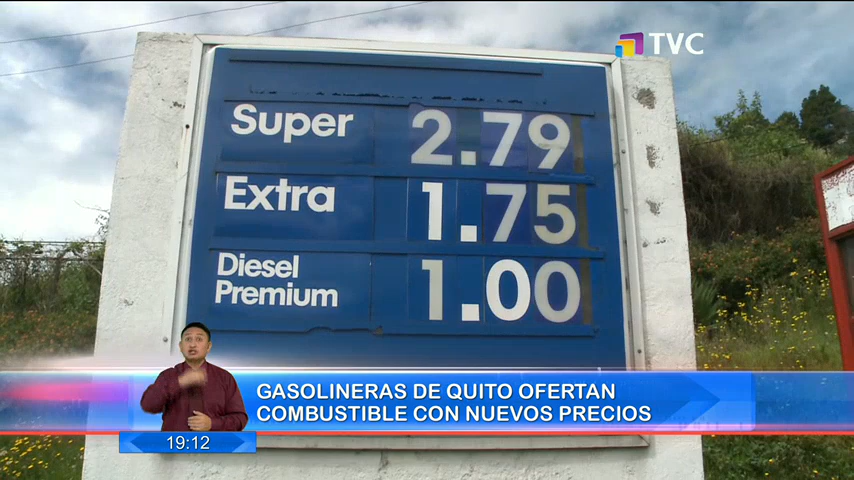 TVC
Super 2.79
Extra 1.75
Diesel
Premium 1.00
GASOLINERAS DE QUITO OFERTAN
COMBUSTIBLE CON NUEVOS PRECIOS
19:12